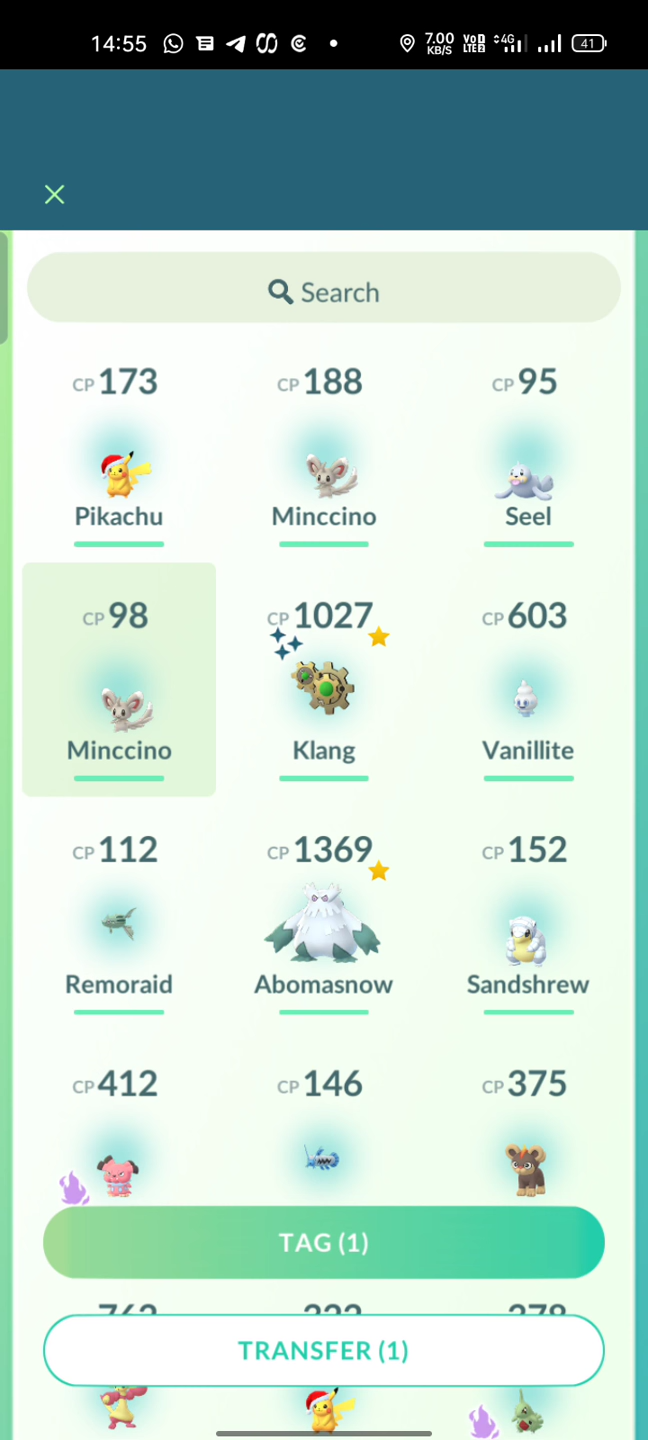 14:55
7.00 KB/S VoD LTE2 4G 41
Search
CP 173 CP 188 CP 95
Pikachu Minccino Seel
CP 98 CP 1027 CP 603
Minccino Klang Vanillite
CP 112 CP 1369 CP 152
Remoraid Abomasnow Sandshrew
CP 412 CP 146 CP 375
TAG (1)
TRANSFER (1)